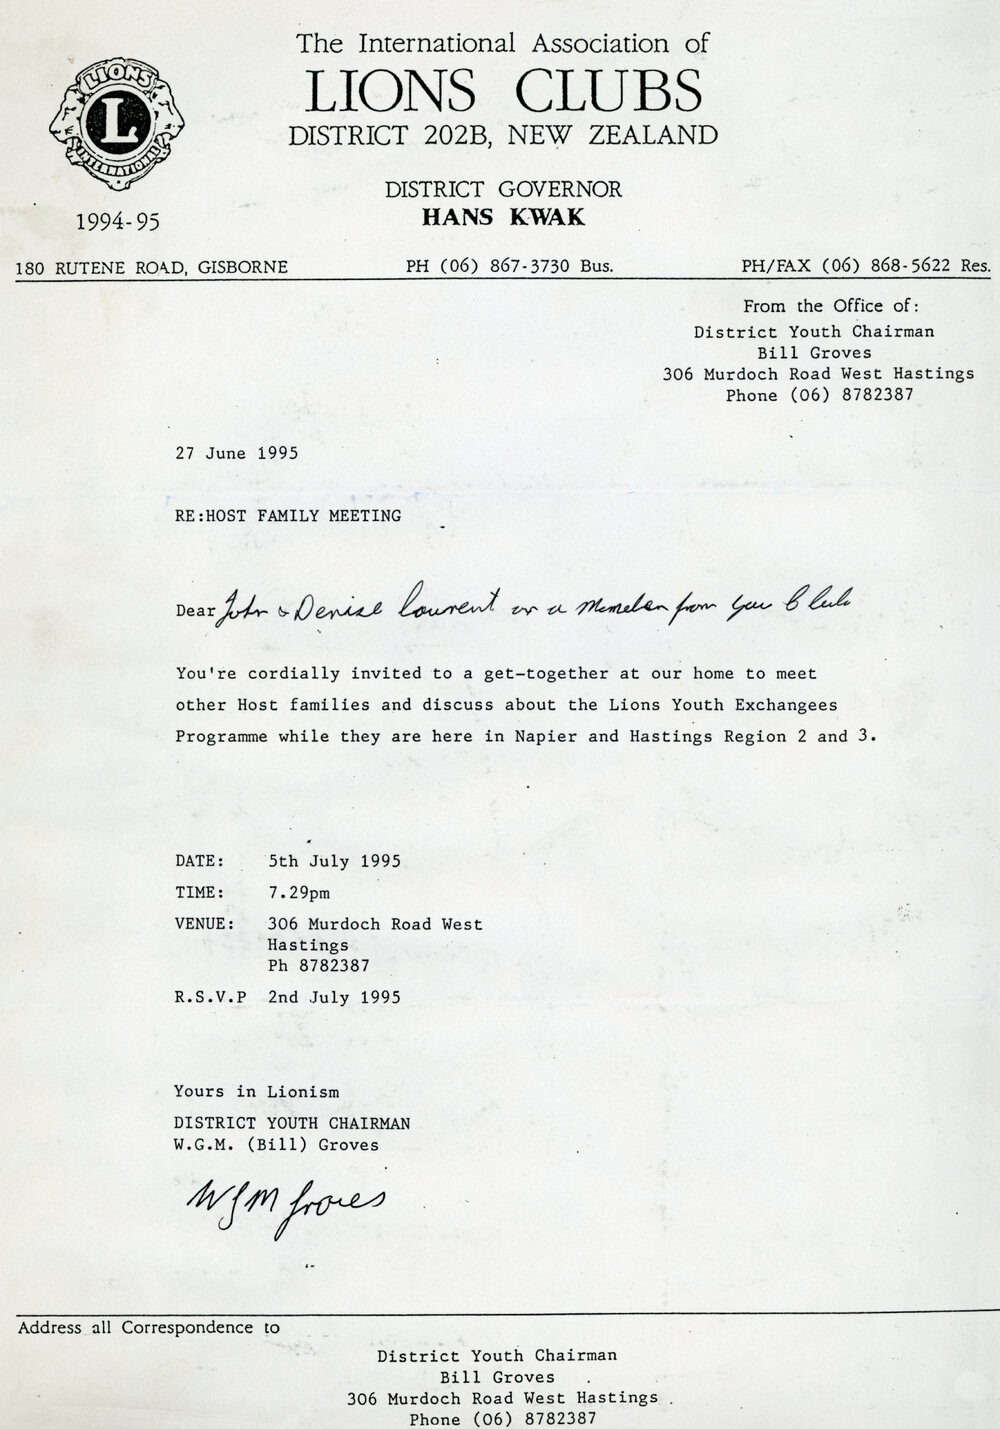 The International Association of
LIONS CLUBS
DISTRICT 202B, NEW ZEALAND
LIONS
L
INTERNATIONAL
DISTRICT GOVERNOR
HANS KWAK
1994-95
180 RUTENE ROAD, GISBORNE PH (06) 867-3730 Bus. PH/FAX (06) 868-5622 Res.
From the Office of:
District Youth Chairman
Bill Groves
306 Murdoch Road West Hastings
Phone (06) 8782387
27 June 1995
RE:HOST FAMILY MEETING
Dear John & Denise Laurent or a Member from your Club
You're cordially invited to a get-together at our home to meet
other Host families and discuss about the Lions Youth Exchangees
Programme while they are here in Napier and Hastings Region 2 and 3.
DATE: 5th July 1995
TIME: 7.29pm
VENUE: 306 Murdoch Road West
Hastings
Ph 8782387
R.S.V.P 2nd July 1995
Yours in Lionism
DISTRICT YOUTH CHAIRMAN
W.G.M. (Bill) Groves
WGM Groves
Address all Correspondence to
District Youth Chairman
Bill Groves
306 Murdoch Road West Hastings
Phone (06) 8782387